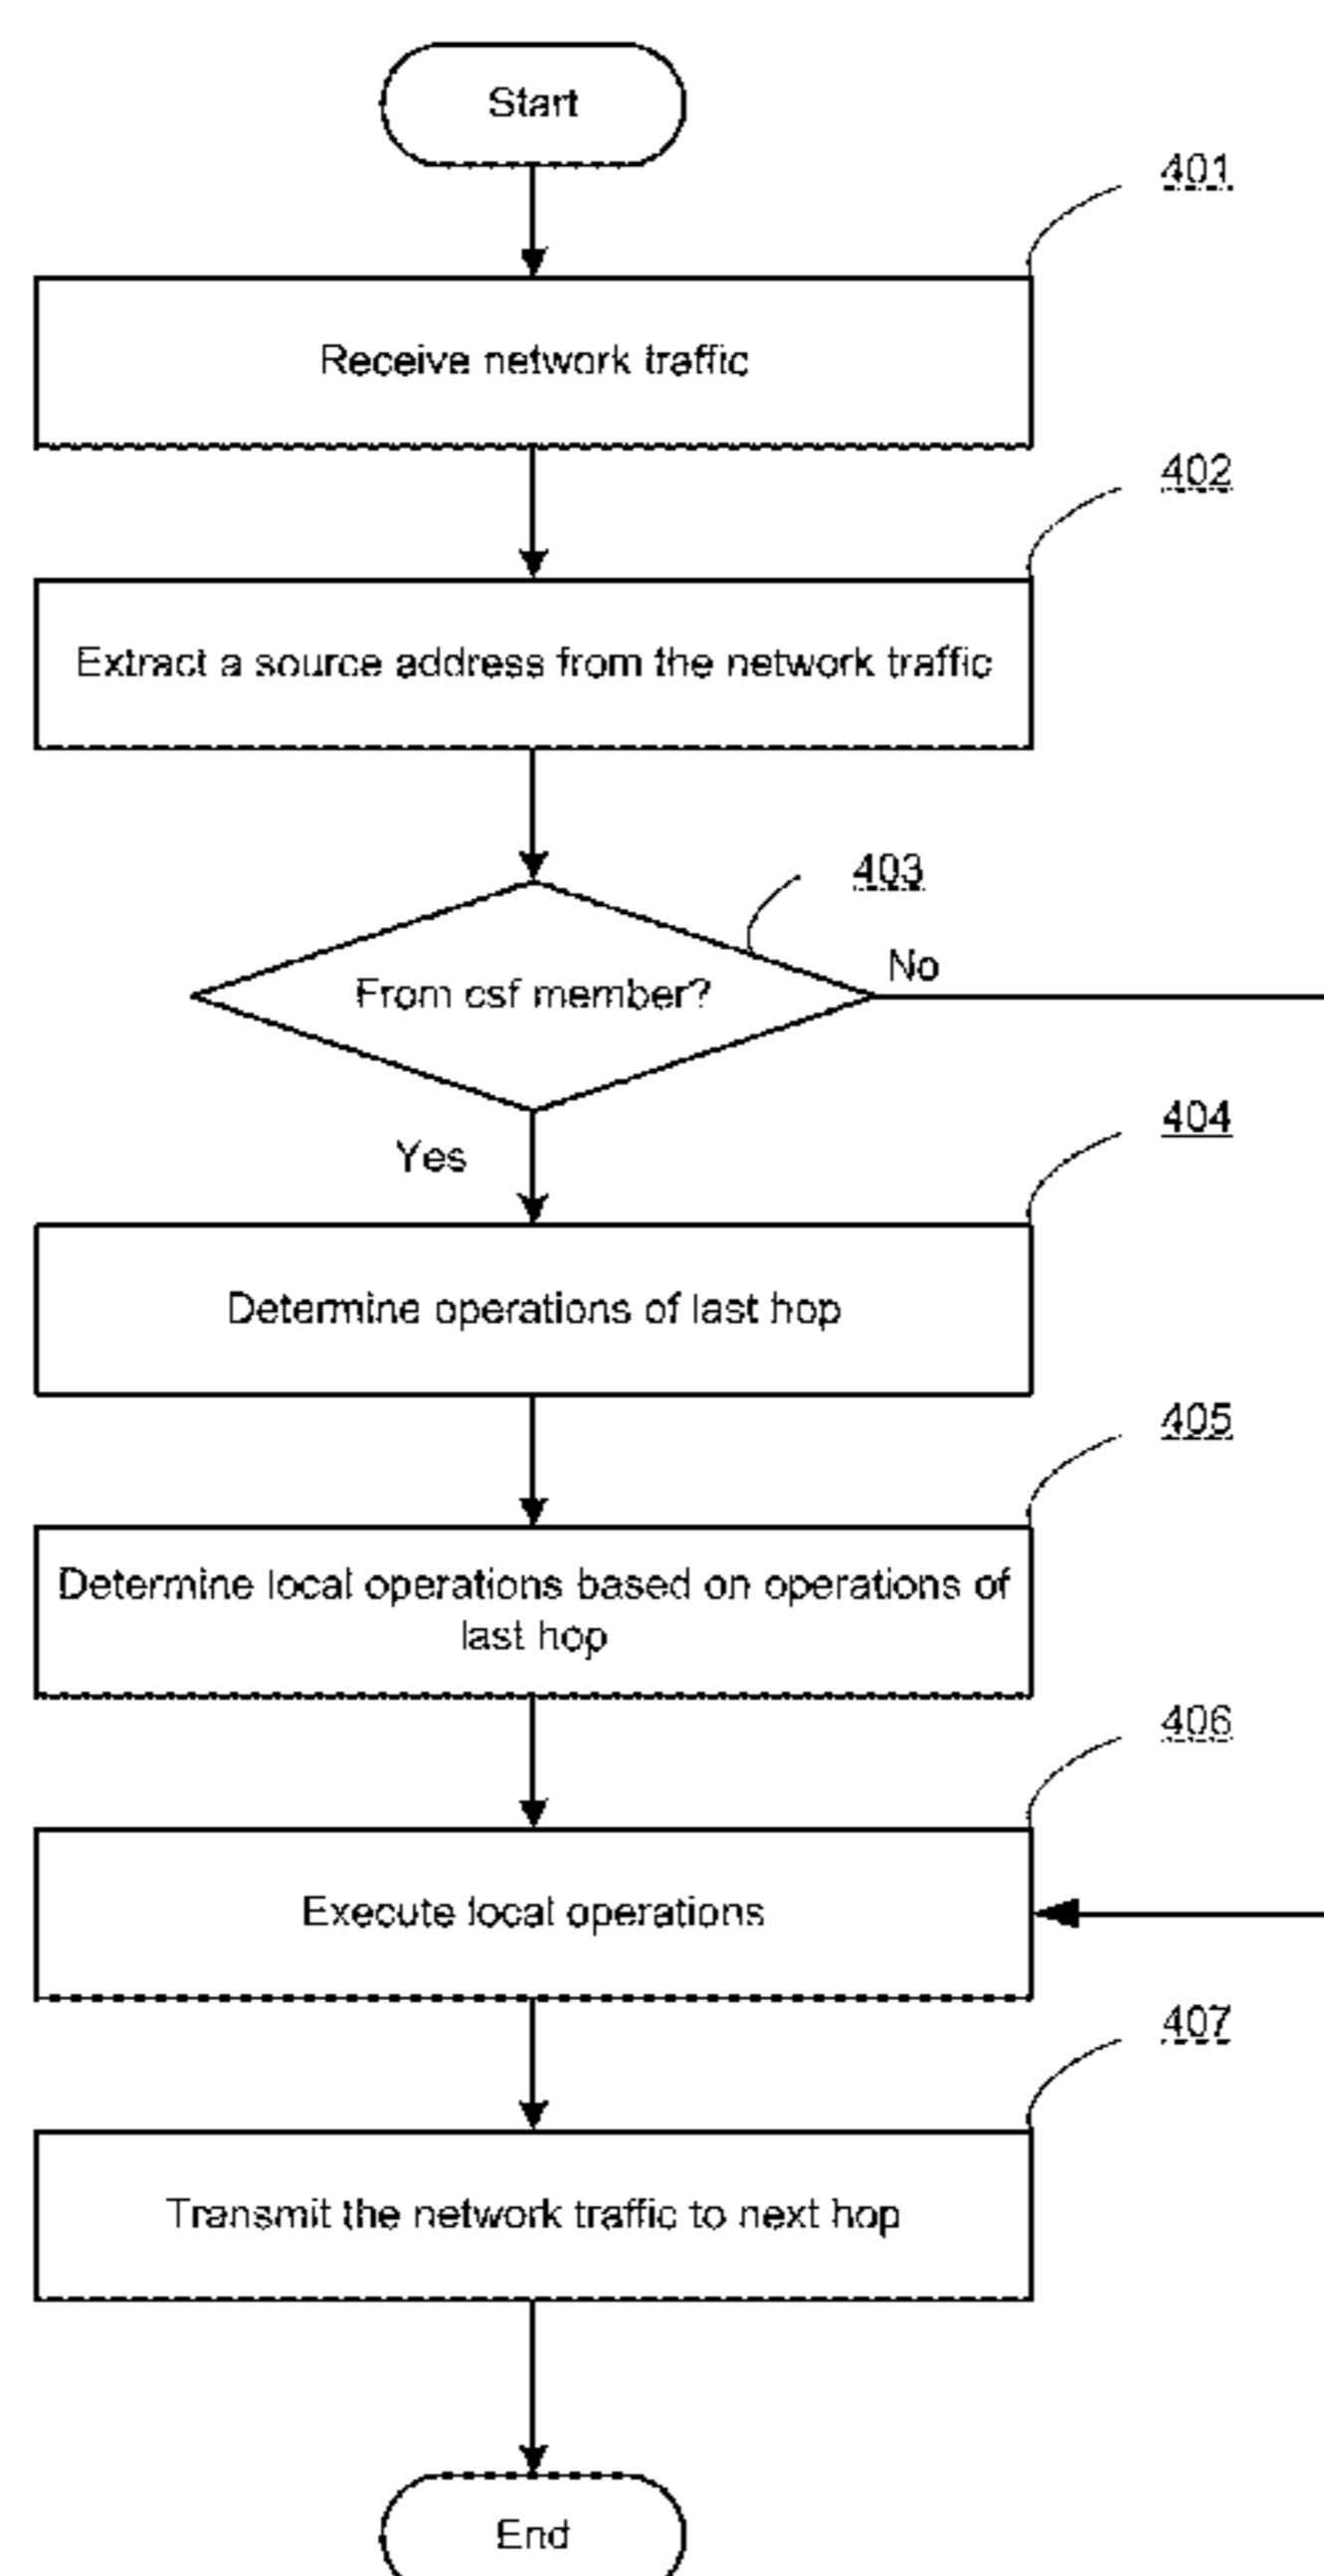 Start
401
Receive network traffic
402
Extract a source address from the network traffic
403
From csf member?
No
Yes
404
Determine operations of last hop
405
Determine local operations based on operations of
last hop
406
Execute local operations
407
Transmit the network traffic to next hop
End